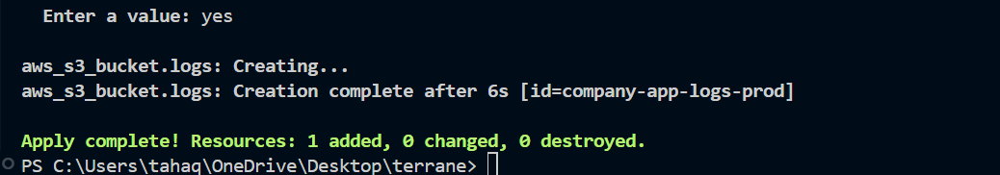 Enter a value: yes
aws_s3_bucket.logs: Creating...
aws_s3_bucket.logs: Creation complete after 6s [id=company-app-logs-prod]
Apply complete! Resources: 1 added, 0 changed, 0 destroyed.
PS C:\Users\tahaq\OneDrive\Desktop\terrane>